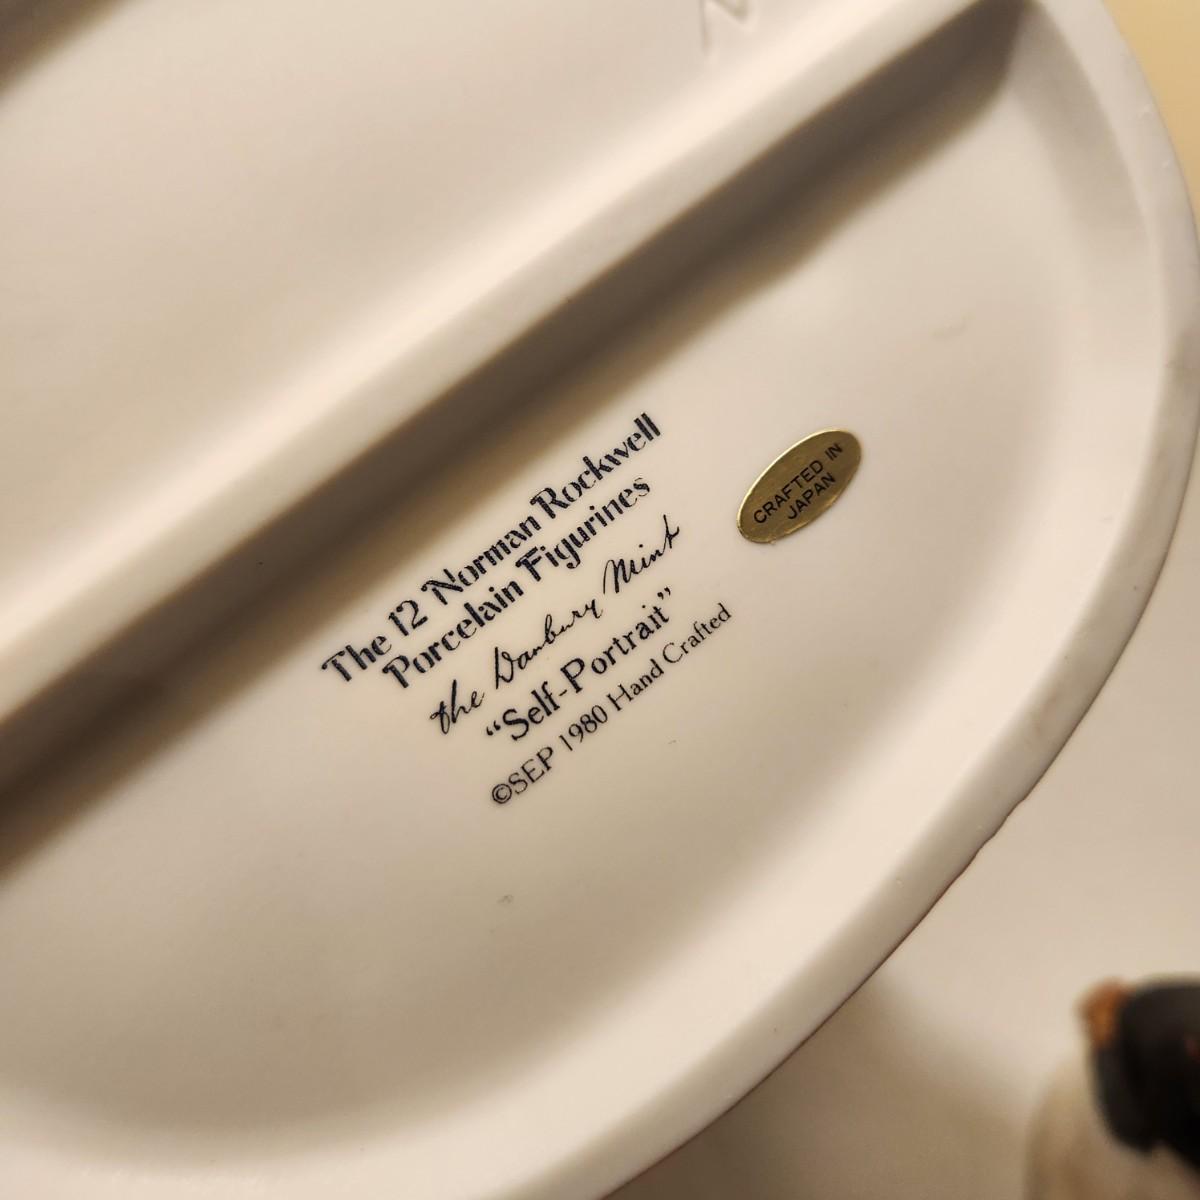 The 12 Norman Rockwell
Porcelain Figurines
the Danbury Mint
“Self-Portrait”
©SEP 1980 Hand Crafted
CRAFTED IN
JAPAN